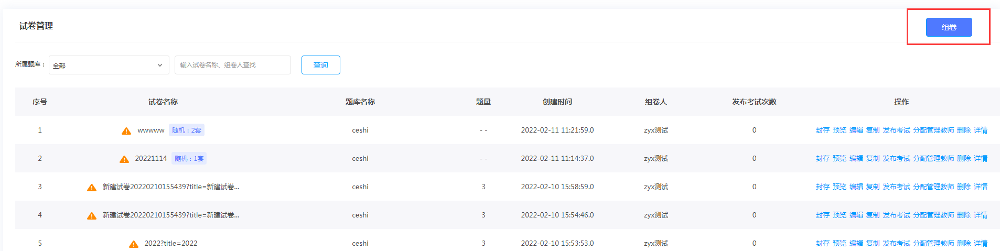 试卷管理 组卷
所属题库： 全部 输入试卷名称、组卷人查找 查询
序号 试卷名称 题库名称 题量 创建时间 组卷人 发布考试次数 操作
1 wwwww 随机：2套 ceshi - - 2022-02-11 11:21:59.0 zyx测试 0 封存 预览 编辑 复制 发布考试 分配管理教师 删除 详情
2 20221114 随机：1套 ceshi - - 2022-02-11 11:14:37.0 zyx测试 0 封存 预览 编辑 复制 发布考试 分配管理教师 删除 详情
3 新建试卷20220210155439?title=新建试卷... ceshi 3 2022-02-10 15:58:59.0 zyx测试 0 封存 预览 编辑 复制 发布考试 分配管理教师 删除 详情
4 新建试卷20220210155439?title=新建试卷... ceshi 3 2022-02-10 15:54:46.0 zyx测试 0 封存 预览 编辑 复制 发布考试 分配管理教师 删除 详情
5 2022?title=2022 ceshi 3 2022-02-10 15:53:53.0 zyx测试 0 封存 预览 编辑 复制 发布考试 分配管理教师 删除 详情